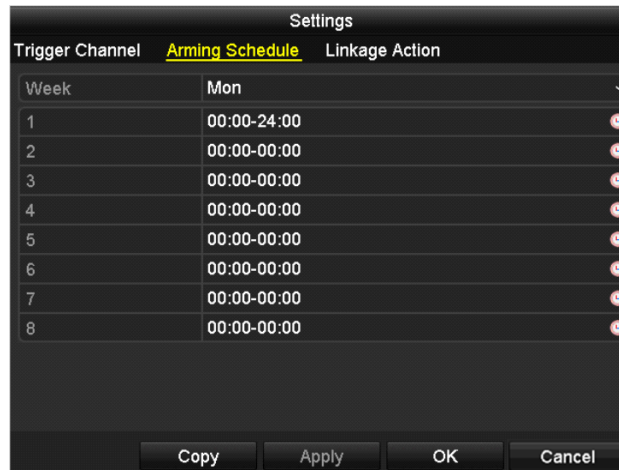 Settings
Trigger Channel Arming Schedule Linkage Action
Week Mon
1 00:00-24:00
2 00:00-00:00
3 00:00-00:00
4 00:00-00:00
5 00:00-00:00
6 00:00-00:00
7 00:00-00:00
8 00:00-00:00
Copy Apply OK Cancel